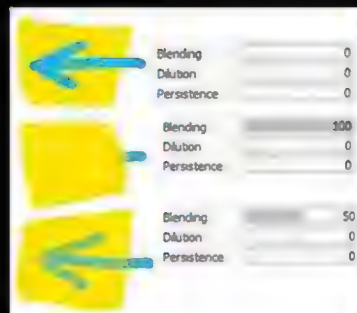 Blending 0
Dilution 0
Persistence 0
Blending 100
Dilution 0
Persistence 0
Blending 50
Dilution 0
Persistence 0